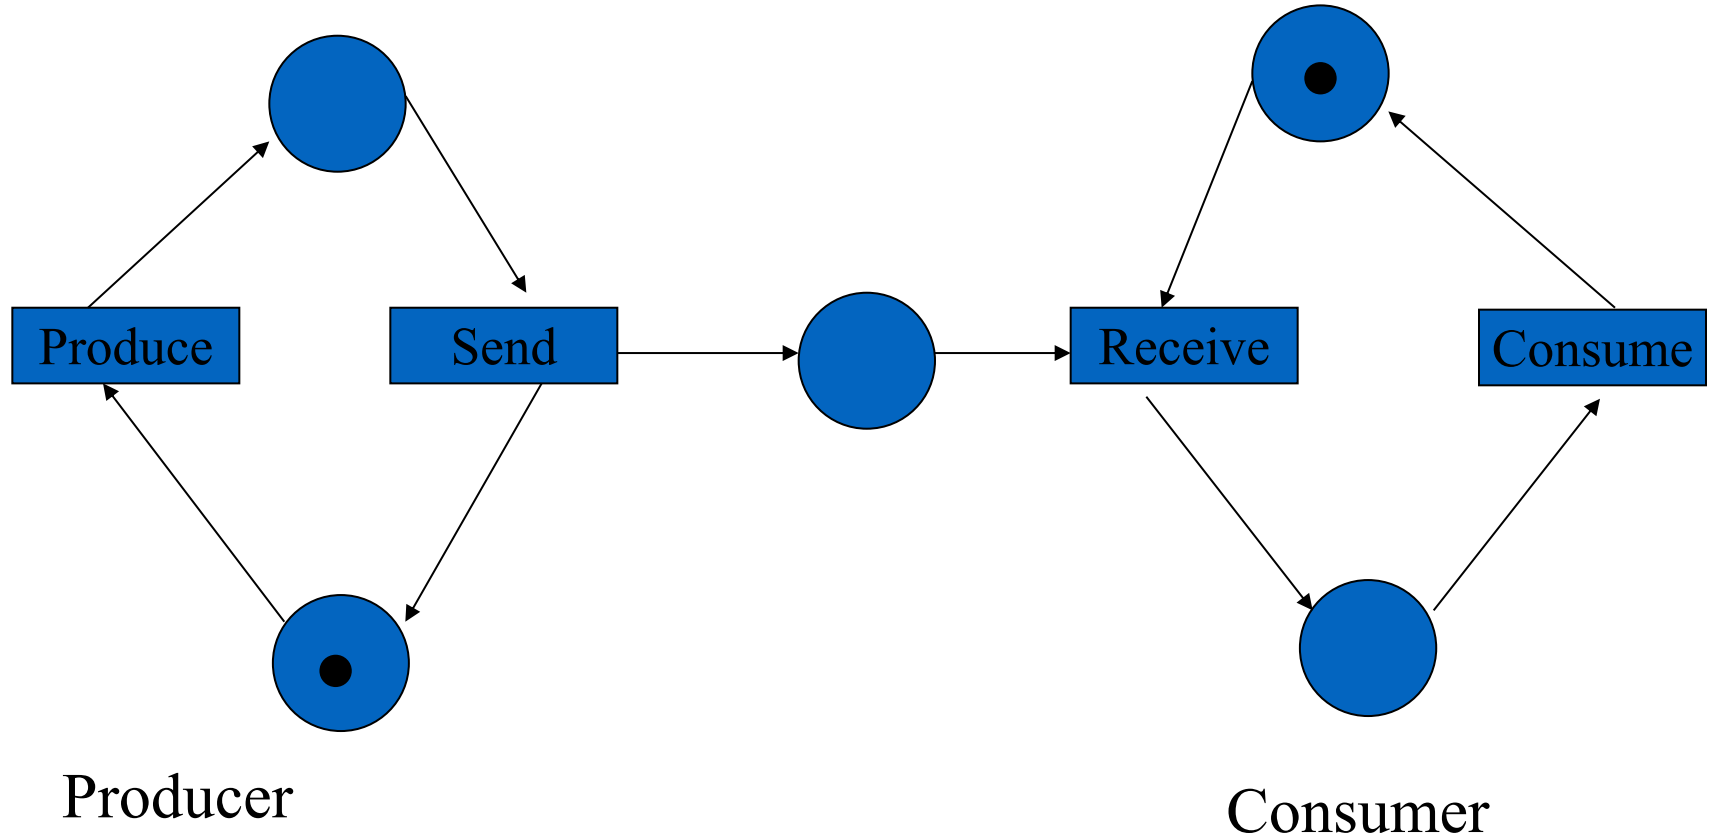 Produce
Send
Receive
Consume
Producer
Consumer